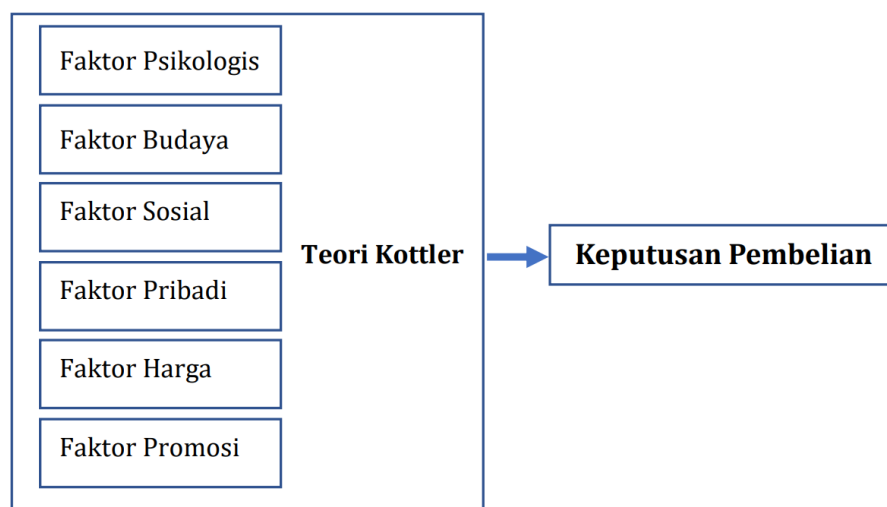 Faktor Psikologis
Faktor Budaya
Faktor Sosial
Faktor Pribadi
Faktor Harga
Faktor Promosi
Teori Kottler
Keputusan Pembelian